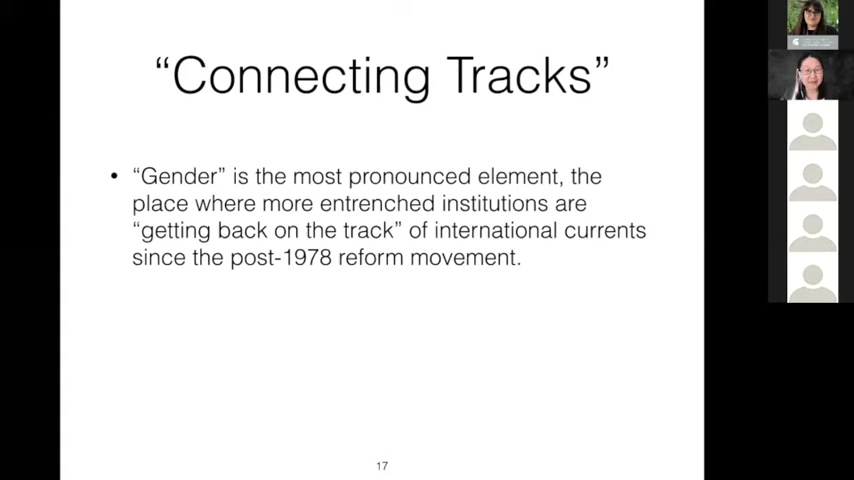 “Connecting Tracks”
• “Gender” is the most pronounced element, the
place where more entrenched institutions are
“getting back on the track” of international currents
since the post-1978 reform movement.
17